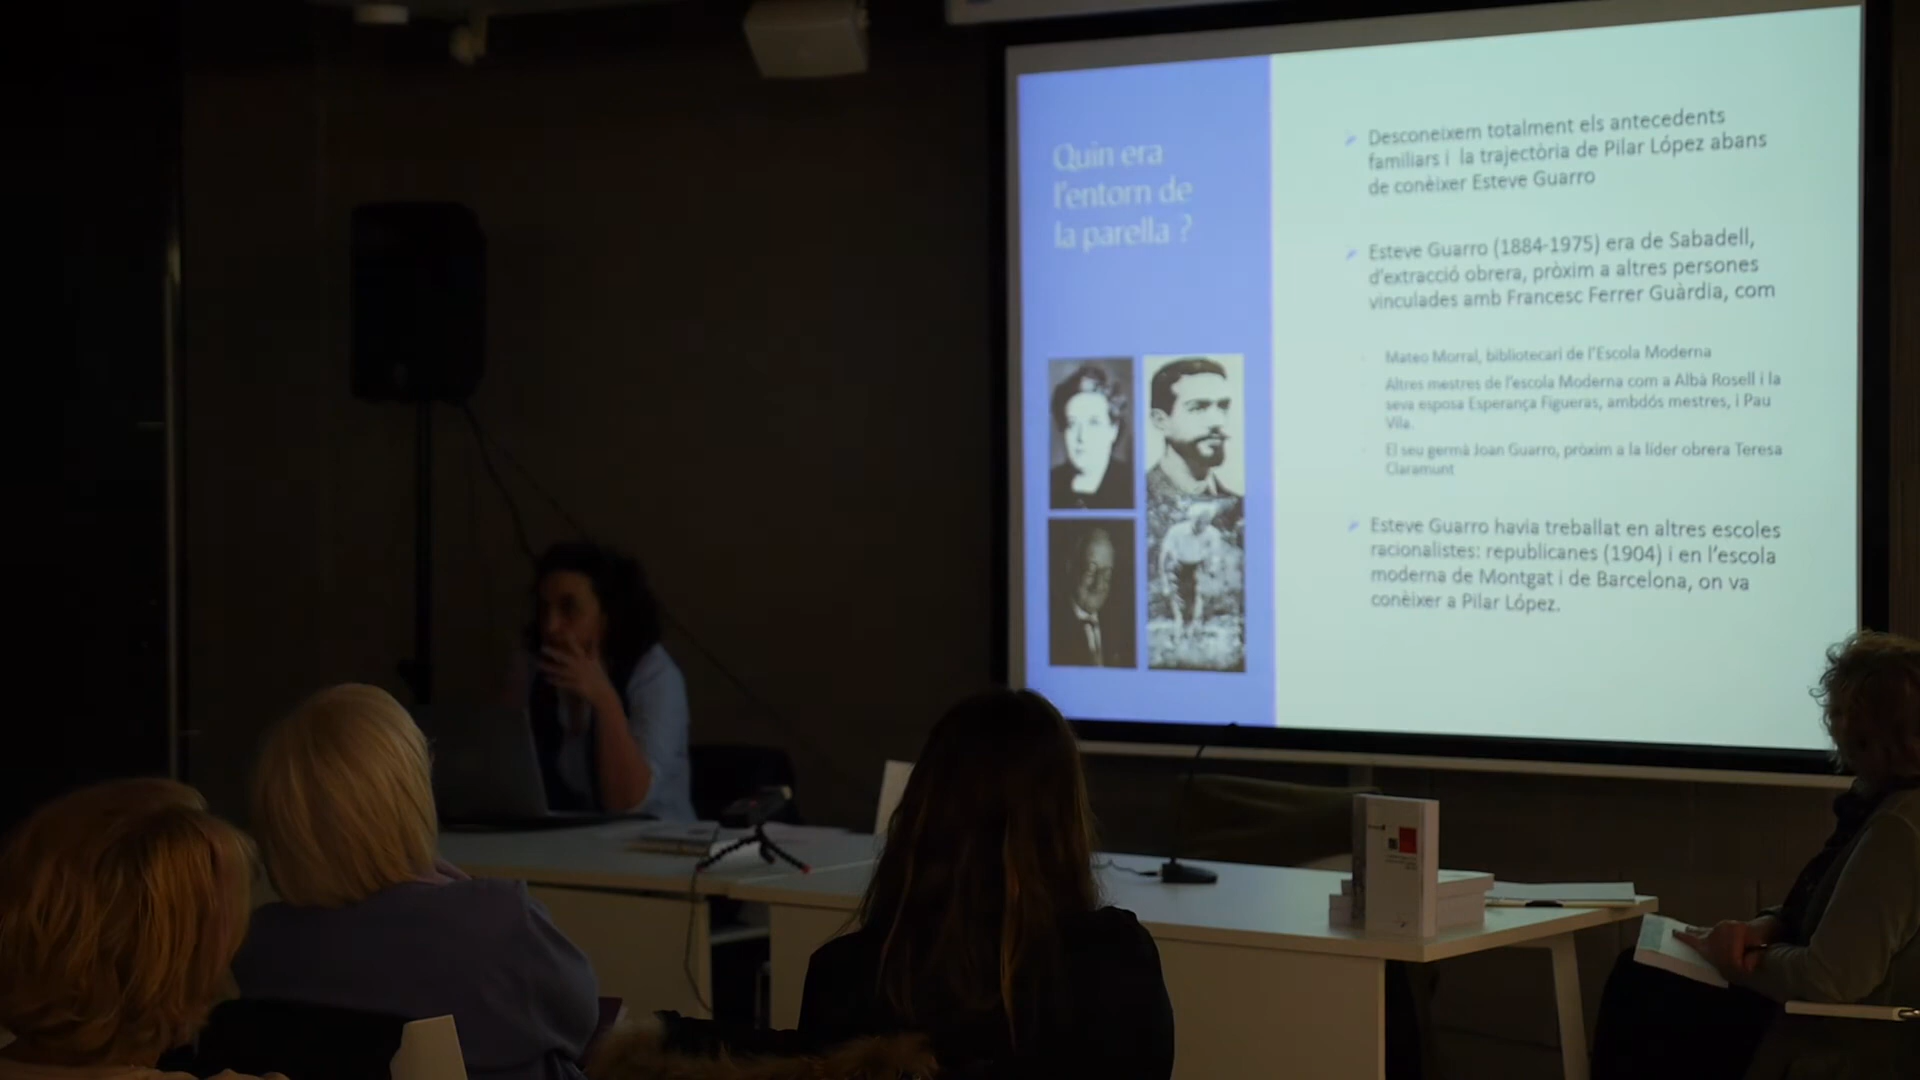 Quin era
l'entorn de
la parella ?
Desconeixem totalment els antecedents
familiars i la trajectòria de Pilar López abans
de conèixer Esteve Guarro
Esteve Guarro (1884-1975) era de Sabadell,
d'extracció obrera, pròxim a altres persones
vinculades amb Francesc Ferrer Guàrdia, com
Mateo Morral, bibliotecari de l'Escola Moderna
Altres mestres de l'escola Moderna com a Albà Rosell i la
seva esposa Esperança Figueras, ambdós mestres, i Pau
Vila.
El seu germà Joan Guarro, pròxim a la líder obrera Teresa
Claramunt
Esteve Guarro havia treballat en altres escoles
racionalistes: republicanes (1904) i en l'escola
moderna de Montgat i de Barcelona, on va
conèixer a Pilar López.